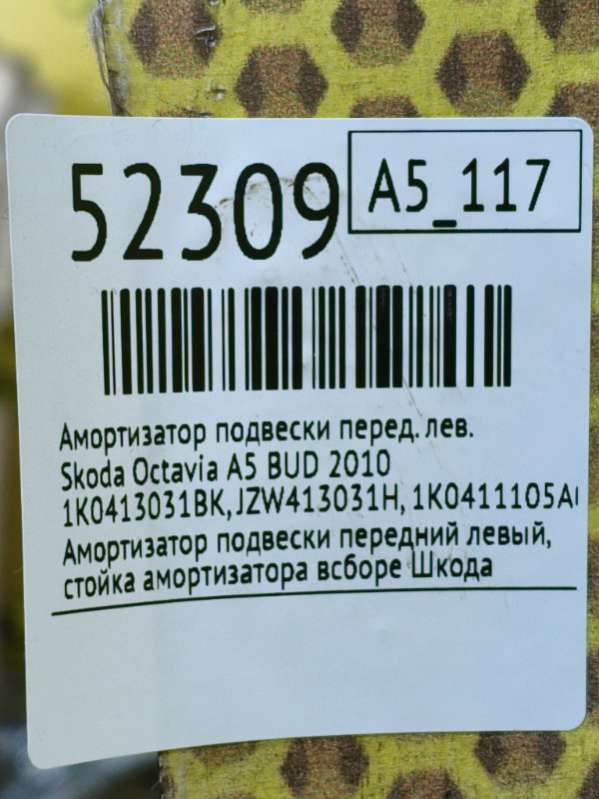 52309
A5_117
Амортизатор подвески перед. лев.
Skoda Octavia A5 BUD 2010
1K0413031BK, JZW413031H, 1K0411105A
Амортизатор подвески передний левый,
стойка амортизатора всборе Шкода